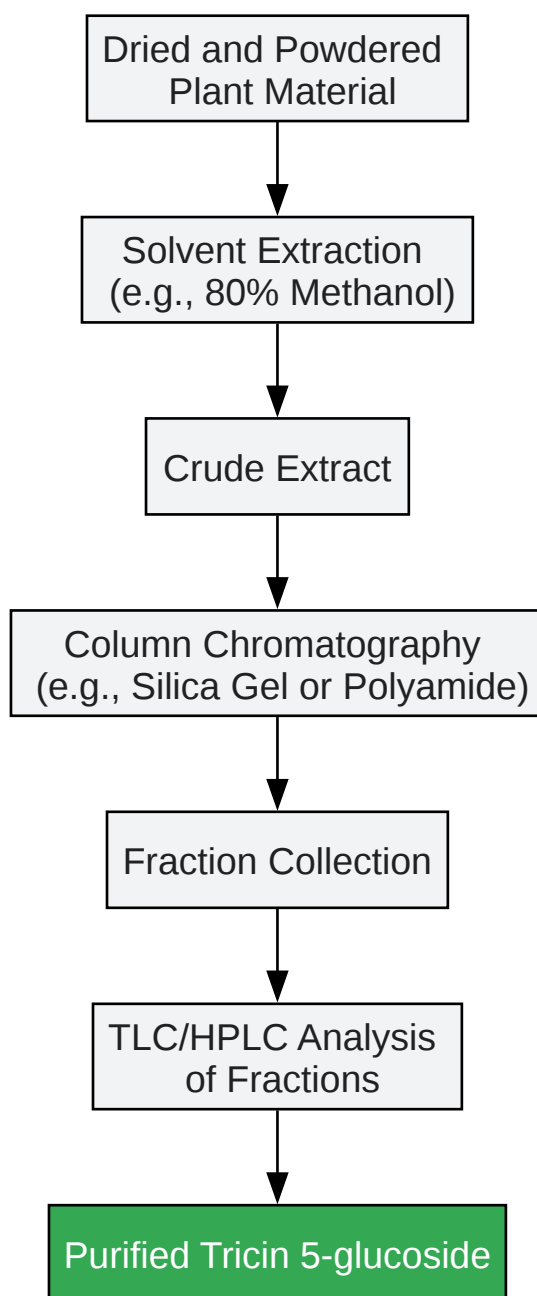 Dried and Powdered
Plant Material
Solvent Extraction
(e.g., 80% Methanol)
Crude Extract
Column Chromatography
(e.g., Silica Gel or Polyamide)
Fraction Collection
TLC/HPLC Analysis
of Fractions
Purified Tricin 5-glucoside